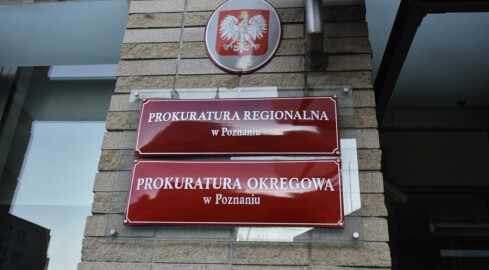 PROKURATURA REGIONALNA
w Poznaniu
PROKURATURA OKRĘGOWA
w Poznaniu